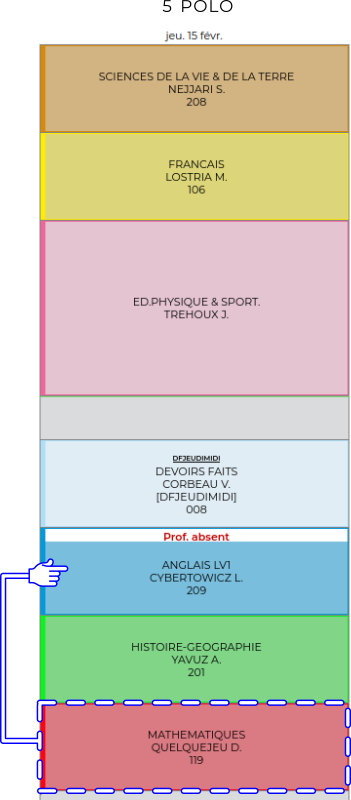 5 POLO
jeu. 15 févr.
SCIENCES DE LA VIE & DE LA TERRE
NEJJARI S.
208
FRANCAIS
LOSTRIA M.
106
ED.PHYSIQUE & SPORT.
TREHOUX J.
DFJEUDIMIDI
DEVOIRS FAITS
CORBEAU V.
[DFJEUDIMIDI]
008
Prof. absent
ANGLAIS LV1
CYBERTOWICZ L.
209
HISTOIRE-GEOGRAPHIE
YAVUZ A.
201
MATHEMATIQUES
QUELQUEJEU D.
119